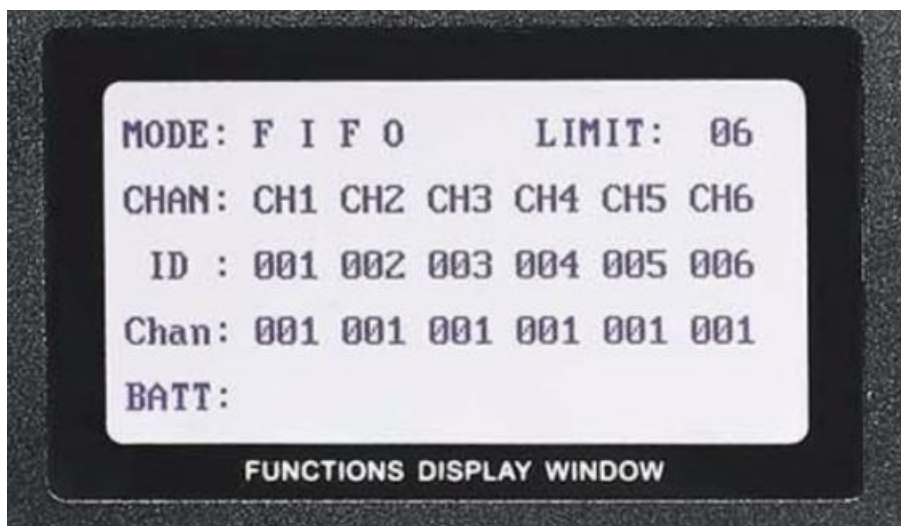 MODE: F I F O LIMIT: 06
CHAN: CH1 CH2 CH3 CH4 CH5 CH6
ID : 001 002 003 004 005 006
Chan: 001 001 001 001 001 001
BATT:
FUNCTIONS DISPLAY WINDOW